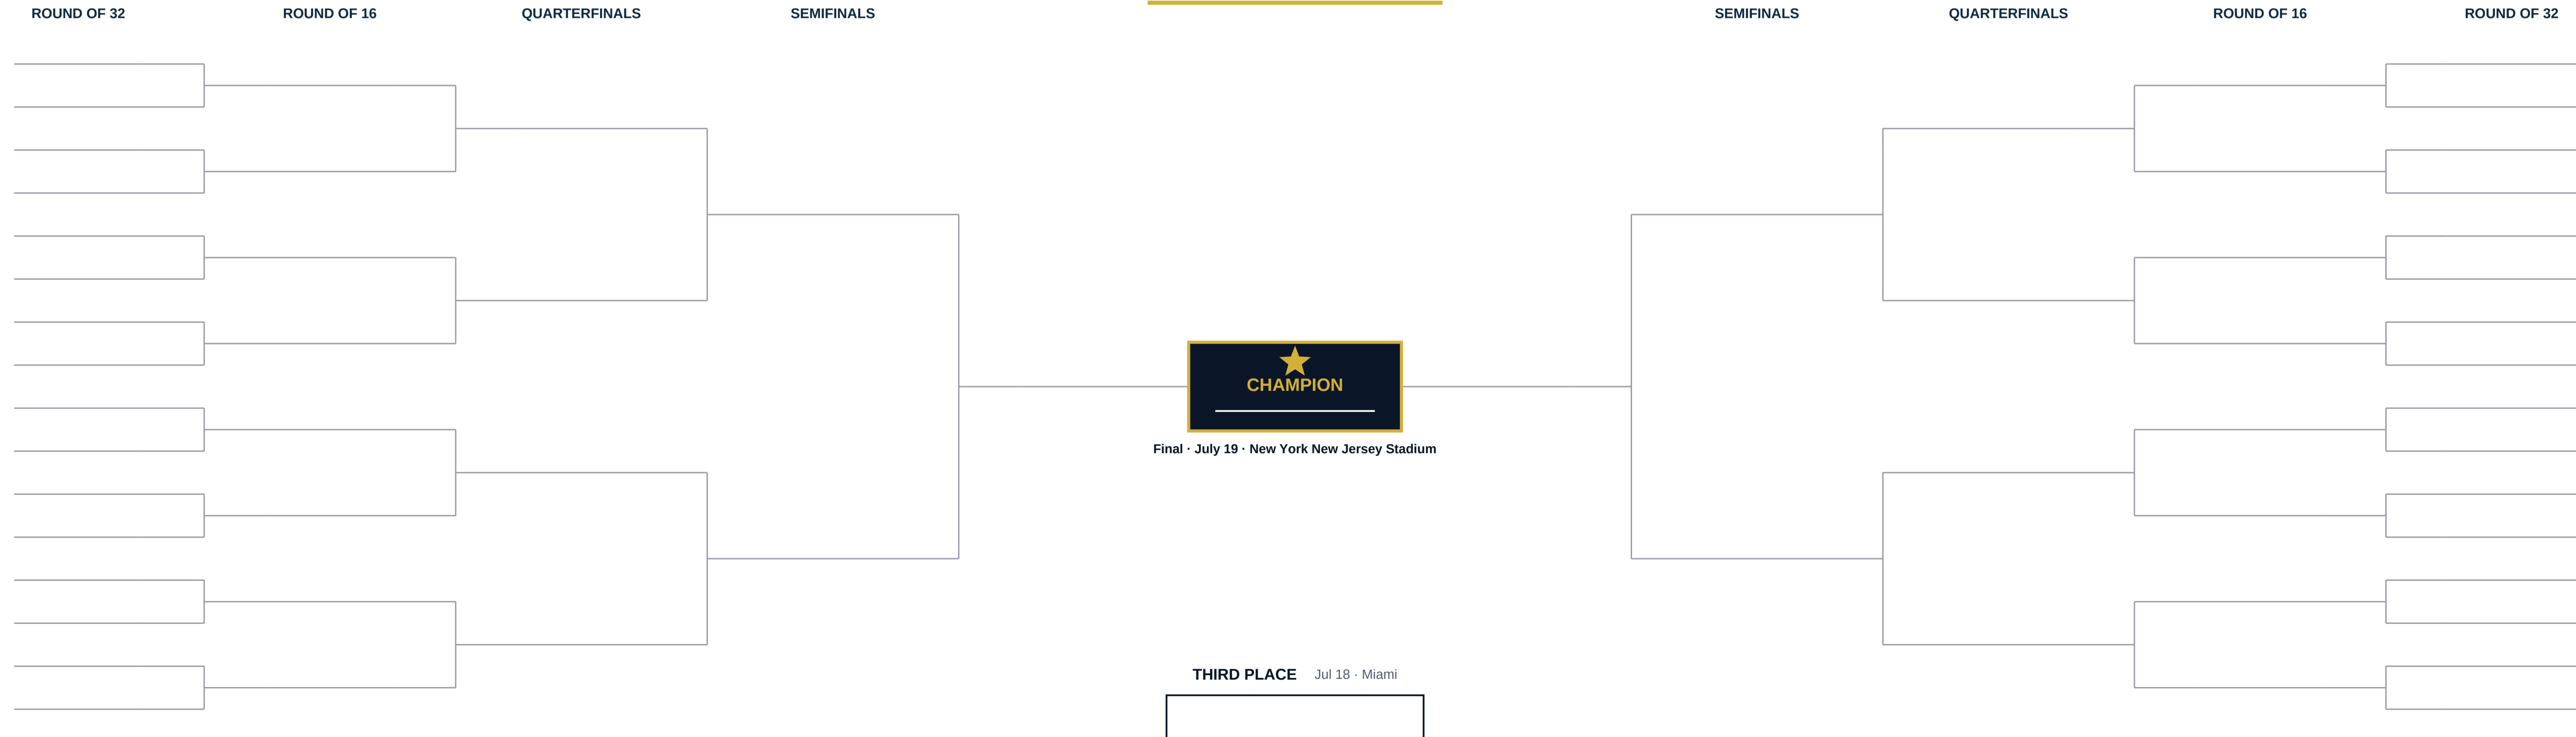 ROUND OF 32 ROUND OF 16 QUARTERFINALS SEMIFINALS SEMIFINALS QUARTERFINALS ROUND OF 16 ROUND OF 32
CHAMPION
Final · July 19 · New York New Jersey Stadium
THIRD PLACE Jul 18 · Miami